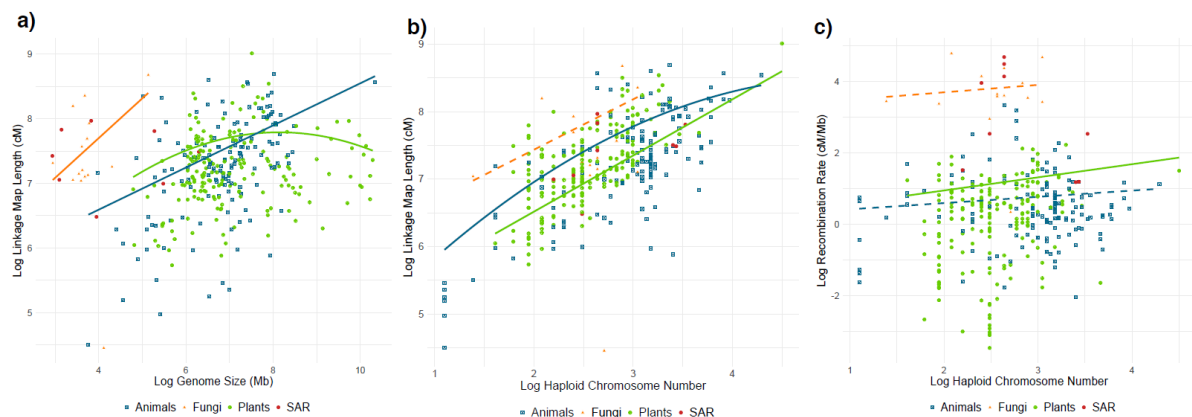 a)
Log Linkage Map Length (cM)
9
8
7
6
5
4
6
8
10
Log Genome Size (Mb)
Animals Fungi Plants SAR
b)
Log Linkage Map Length (cM)
9
8
7
6
5
1
2
3
4
Log Haploid Chromosome Number
Animals Fungi Plants SAR
c)
Log Recombination Rate (cM/Mb)
4
2
0
-2
1
2
3
4
Log Haploid Chromosome Number
Animals Fungi Plants SAR